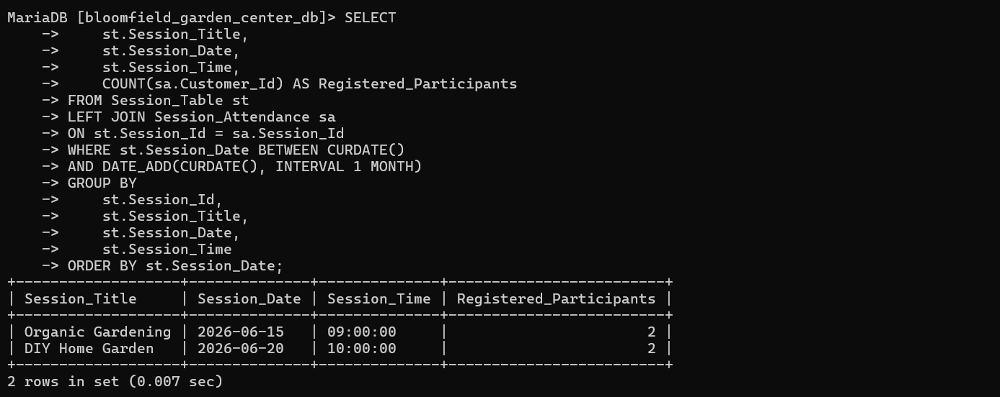 MariaDB [bloomfield_garden_center_db]> SELECT
    ->     st.Session_Title,
    ->     st.Session_Date,
    ->     st.Session_Time,
    ->     COUNT(sa.Customer_Id) AS Registered_Participants
    -> FROM Session_Table st
    -> LEFT JOIN Session_Attendance sa
    -> ON st.Session_Id = sa.Session_Id
    -> WHERE st.Session_Date BETWEEN CURDATE()
    -> AND DATE_ADD(CURDATE(), INTERVAL 1 MONTH)
    -> GROUP BY
    ->     st.Session_Id,
    ->     st.Session_Title,
    ->     st.Session_Date,
    ->     st.Session_Time
    -> ORDER BY st.Session_Date;
+-------------------+--------------+--------------+-------------------------+
| Session_Title     | Session_Date | Session_Time | Registered_Participants |
+-------------------+--------------+--------------+-------------------------+
| Organic Gardening | 2026-06-15   | 09:00:00     |                       2 |
| DIY Home Garden   | 2026-06-20   | 10:00:00     |                       2 |
+-------------------+--------------+--------------+-------------------------+
2 rows in set (0.007 sec)